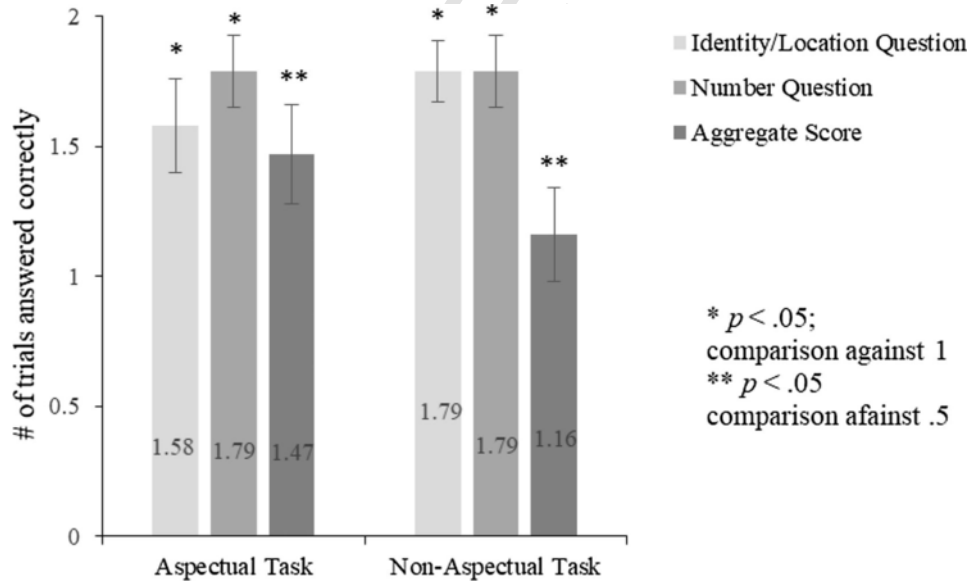 2
1.5
1
0.5
0
# of trials answered correctly
*
*
**
*
*
**
1.58
1.79
1.47
1.79
1.79
1.16
Aspectual Task
Non-Aspectual Task
Identity/Location Question
Number Question
Aggregate Score
* p < .05;
comparison against 1
** p < .05
comparison afainst .5